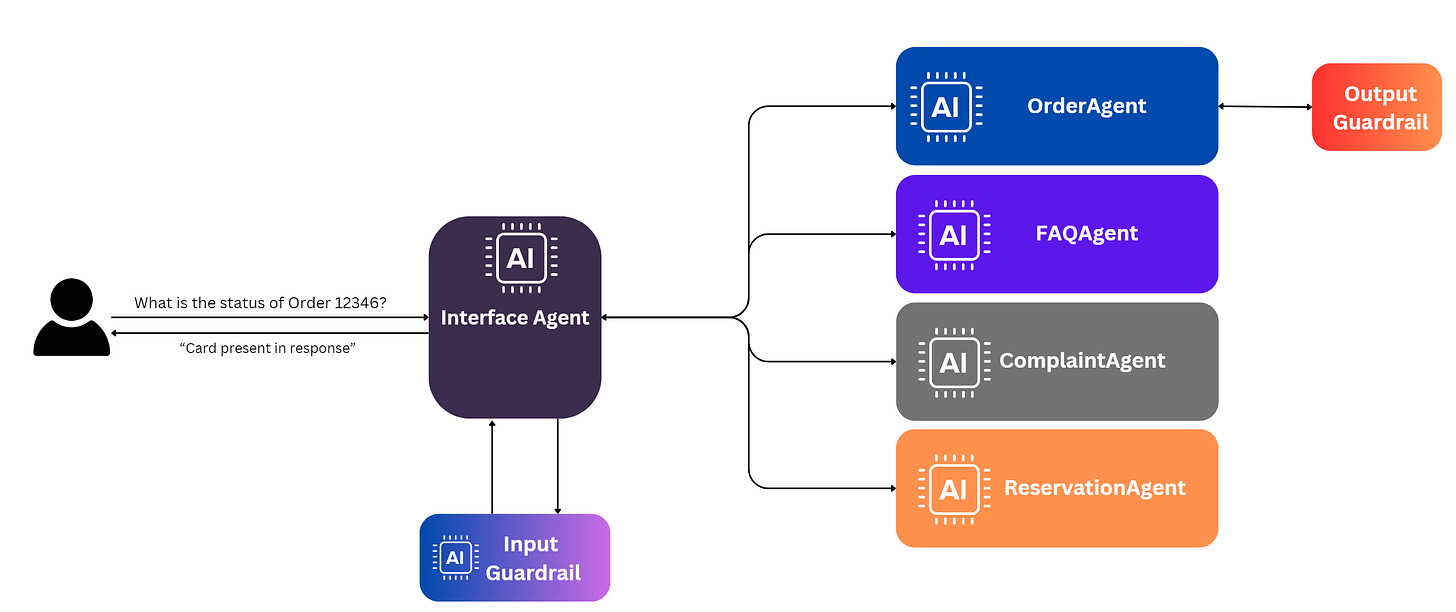 What is the status of Order 12346?
“Card present in response”
AI
Interface Agent
AI
Input
Guardrail
AI
OrderAgent
AI
FAQAgent
AI
ComplaintAgent
AI
ReservationAgent
Output
Guardrail